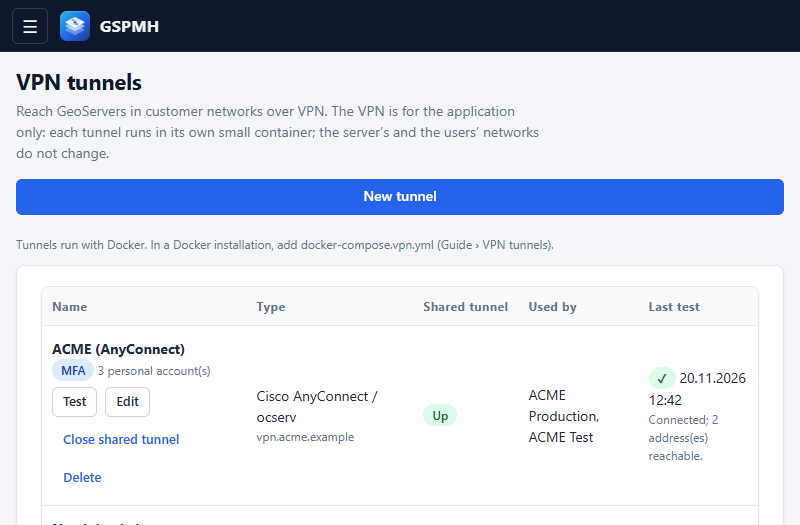 GSPMH
VPN tunnels
Reach GeoServers in customer networks over VPN. The VPN is for the application
only: each tunnel runs in its own small container; the server’s and the users’ networks
do not change.
New tunnel
Tunnels run with Docker. In a Docker installation, add docker-compose.vpn.yml (Guide › VPN tunnels).
Name Type Shared tunnel Used by Last test
ACME (AnyConnect)
MFA 3 personal account(s)
Test Edit
Close shared tunnel
Delete
Cisco AnyConnect /
ocserv
vpn.acme.example
Up
ACME
Production,
ACME Test
✓ 20.11.2026
12:42
Connected; 2
address(es)
reachable.